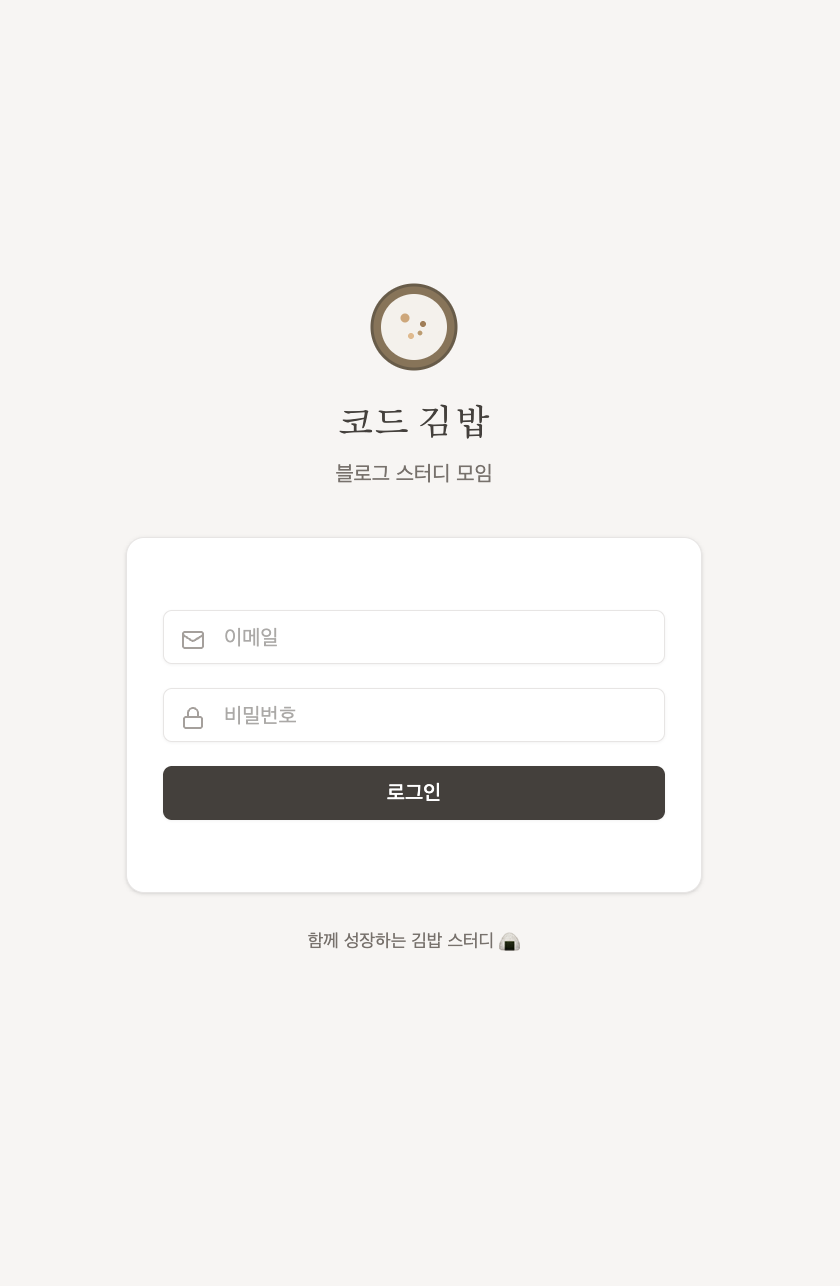 코드 김밥
블로그 스터디 모임
이메일
비밀번호
로그인
함께 성장하는 김밥 스터디 🍙